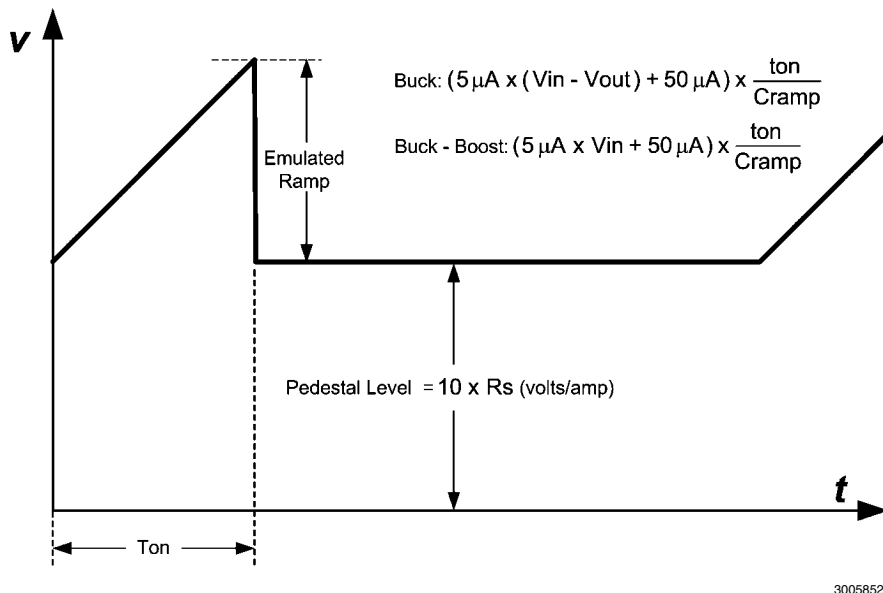 v
Buck: (5 μA x (Vin - Vout) + 50 μA) x ton
Cramp
Buck - Boost: (5 μA x Vin + 50 μA) x ton
Cramp
Emulated
Ramp
Pedestal Level = 10 x Rs (volts/amp)
t
Ton
3005852